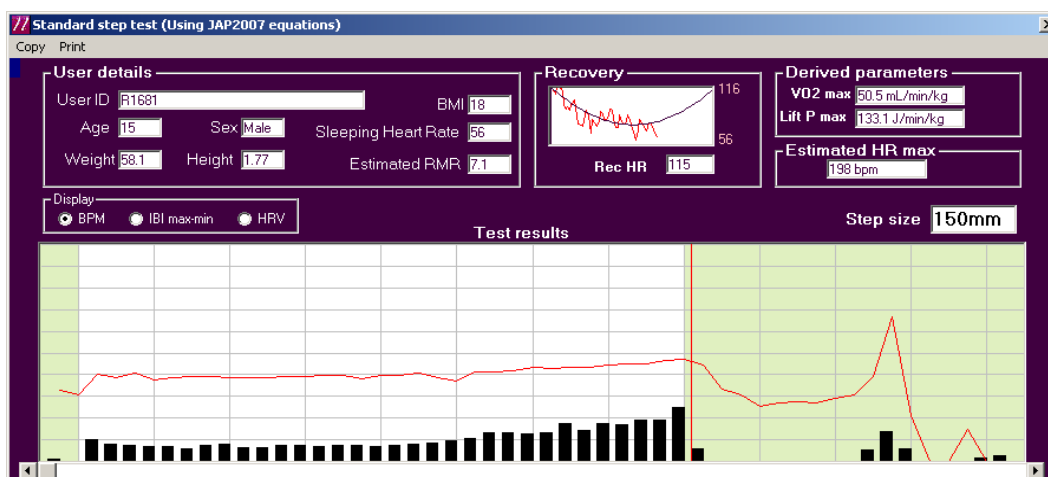 Standard step test (Using JAP2007 equations)
Copy Print
User details
User ID R1681 BMI 18
Age 15 Sex Male Sleeping Heart Rate 56
Weight 58.1 Height 1.77 Estimated RMR 7.1
Recovery
116
56
Rec HR 115
Derived parameters
VO2 max 50.5 mL/min/kg
Lift P max 133.1 J/min/kg
Estimated HR max
198 bpm
Display
BPM IBI max-min HRV
Step size 150mm
Test results